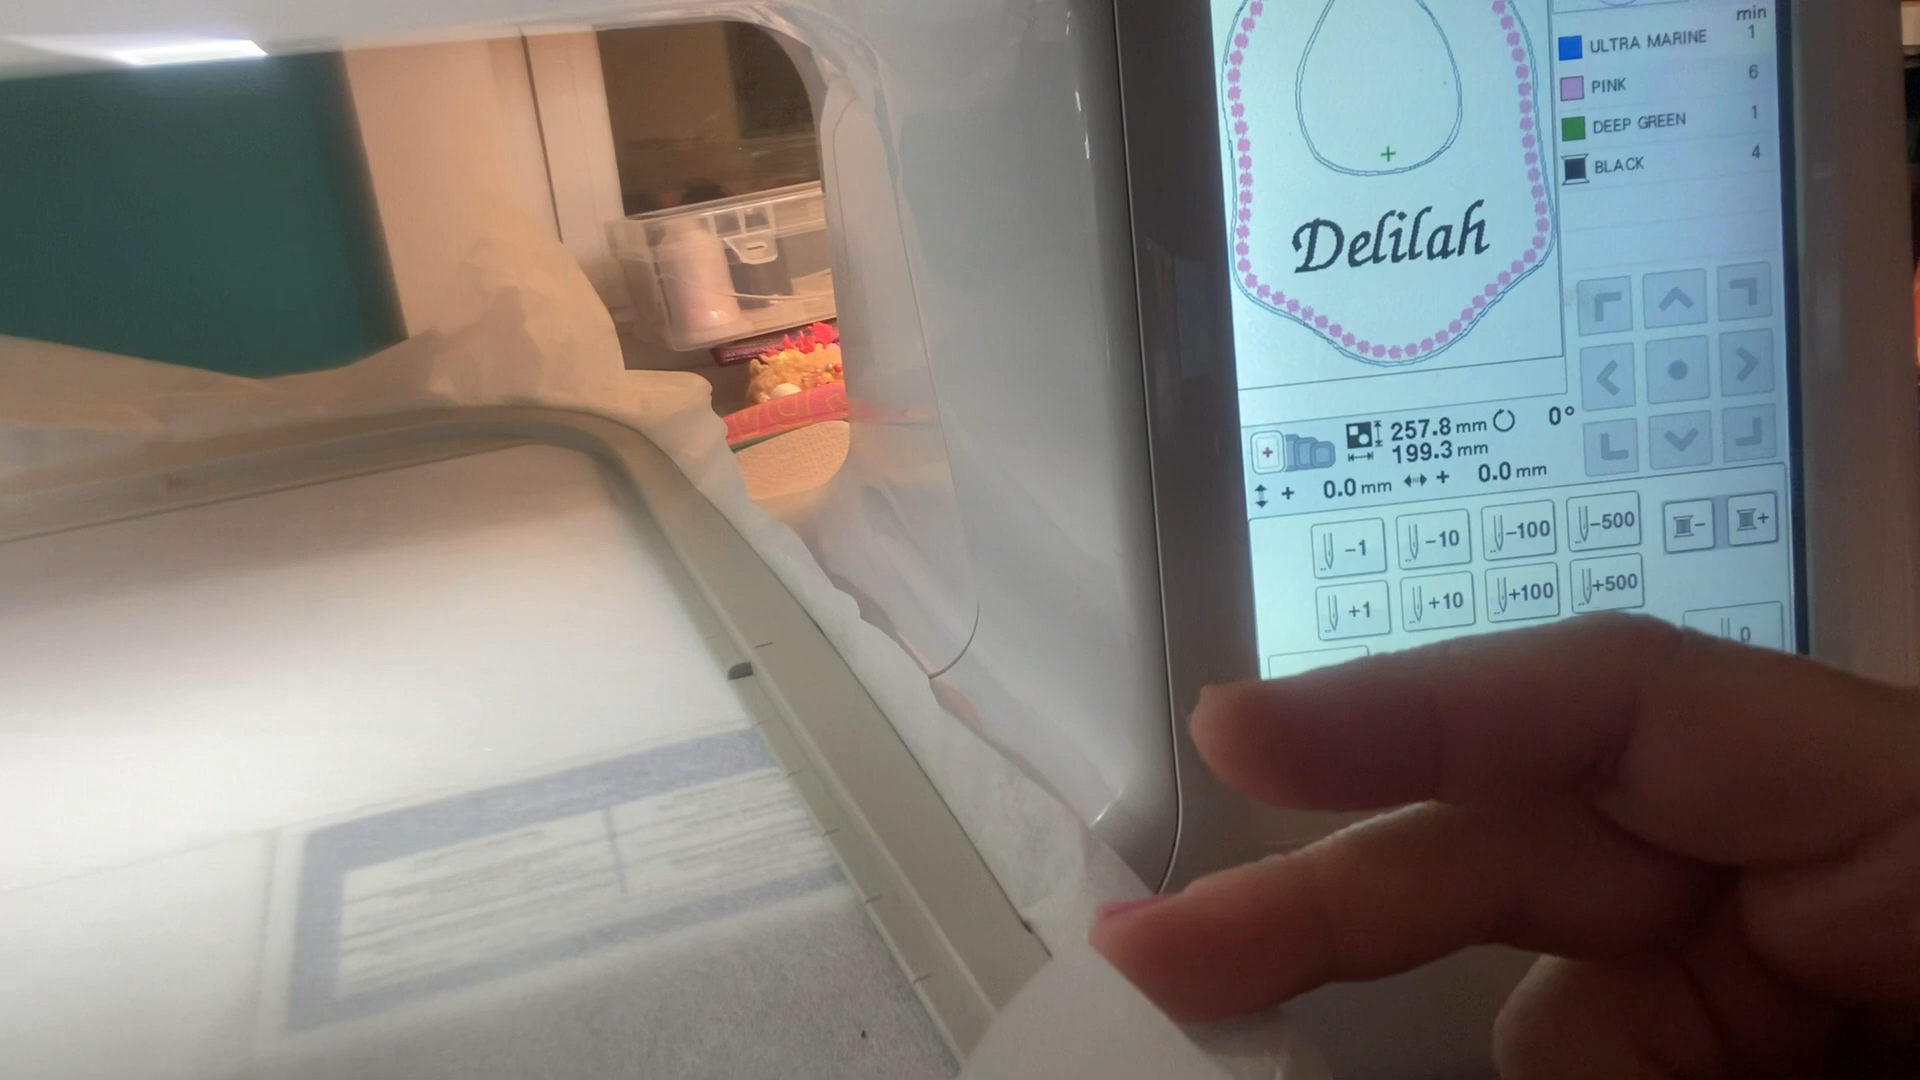 min
ULTRA MARINE 1
PINK 6
DEEP GREEN 1
BLACK 4
Delilah
257.8 mm 0°
199.3 mm
+ 0.0 mm + 0.0 mm
-1 -10 -100 -500 - +
+1 +10 +100 +500
0